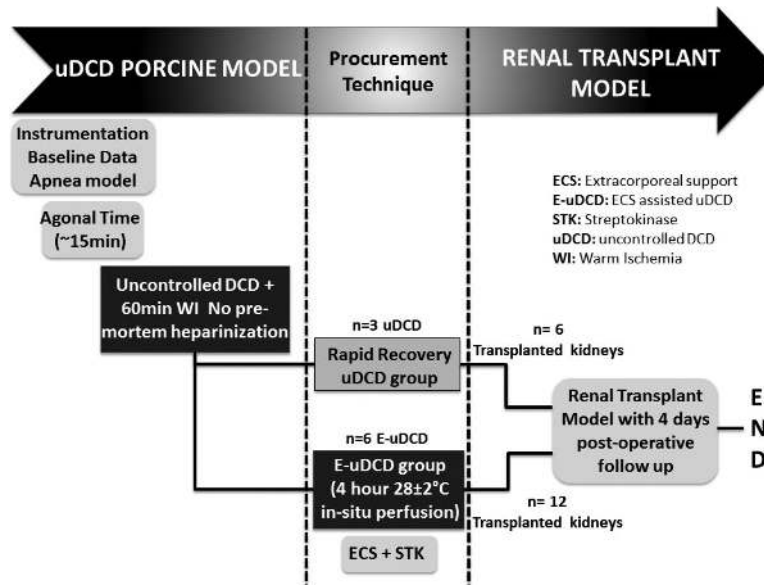 uDCD PORCINE MODEL
Procurement
Technique
RENAL TRANSPLANT
MODEL
Instrumentation
Baseline Data
Apnea model
Agonal Time
(~15min)
ECS: Extracorporeal support
E-uDCD: ECS assisted uDCD
STK: Streptokinase
uDCD: uncontrolled DCD
WI: Warm Ischemia
Uncontrolled DCD +
60min WI No pre-
mortem heparinization
n=3 uDCD
Rapid Recovery
uDCD group
n= 6
Transplanted kidneys
n=6 E-uDCD
E-uDCD group
(4 hour 28±2°C
in-situ perfusion)
ECS + STK
n= 12
Transplanted kidneys
Renal Transplant
Model with 4 days
post-operative
follow up
E
N
D